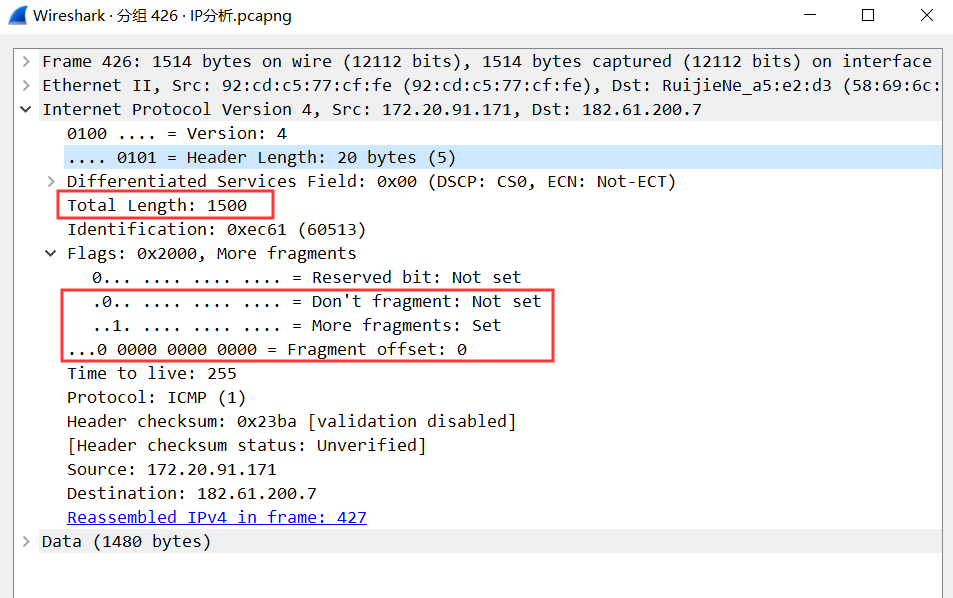 Wireshark · 分组 426 · IP分析.pcapng
Frame 426: 1514 bytes on wire (12112 bits), 1514 bytes captured (12112 bits) on interface
Ethernet II, Src: 92:cd:c5:77:cf:fe (92:cd:c5:77:cf:fe), Dst: RuijieNe_a5:e2:d3 (58:69:6c:
Internet Protocol Version 4, Src: 172.20.91.171, Dst: 182.61.200.7
0100 .... = Version: 4
.... 0101 = Header Length: 20 bytes (5)
Differentiated Services Field: 0x00 (DSCP: CS0, ECN: Not-ECT)
Total Length: 1500
Identification: 0xec61 (60513)
Flags: 0x2000, More fragments
0... .... .... .... = Reserved bit: Not set
.0.. .... .... .... = Don't fragment: Not set
..1. .... .... .... = More fragments: Set
...0 0000 0000 0000 = Fragment offset: 0
Time to live: 255
Protocol: ICMP (1)
Header checksum: 0x23ba [validation disabled]
[Header checksum status: Unverified]
Source: 172.20.91.171
Destination: 182.61.200.7
Reassembled IPv4 in frame: 427
Data (1480 bytes)